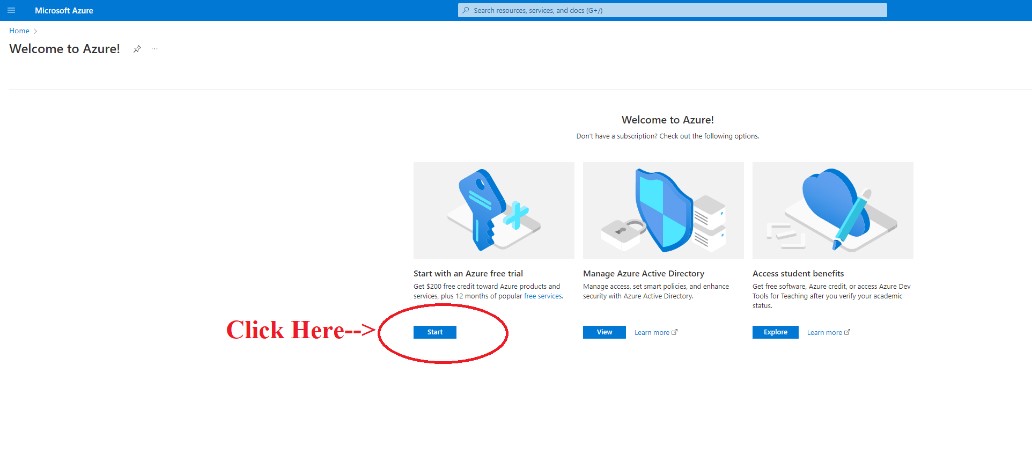 Microsoft Azure
Search resources, services, and docs (G+/)
Home >
Welcome to Azure!
Welcome to Azure!
Don't have a subscription? Check out the following options.
Start with an Azure free trial
Get $200 free credit toward Azure products and
services, plus 12 months of popular free services.
Start
Manage Azure Active Directory
Manage access, set smart policies, and enhance
security with Azure Active Directory.
View Learn more
Access student benefits
Get free software, Azure credit, or access Azure Dev
Tools for Teaching after you verify your academic
status.
Explore Learn more
Click Here-->